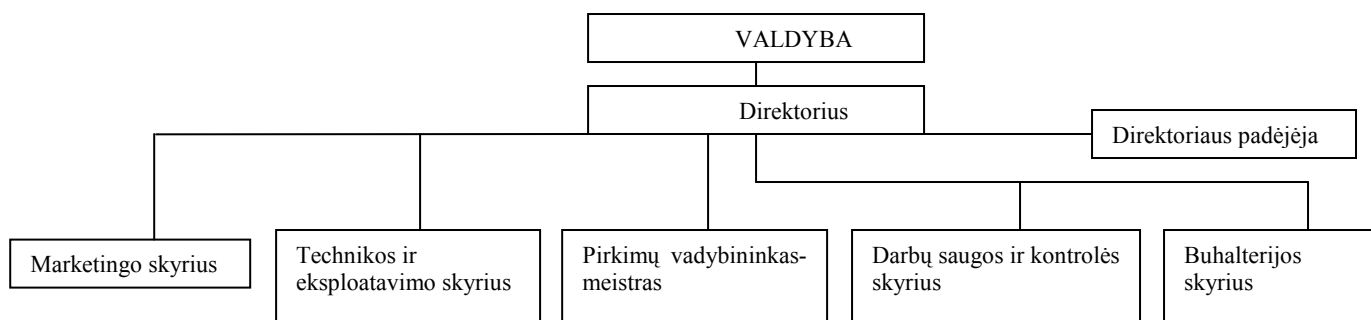 VALDYBA
Direktorius
Direktoriaus padėjėja
Marketingo skyrius
Technikos ir
eksploatavimo skyrius
Pirkimų vadybininkas-
meistras
Darbų saugos ir kontrolės
skyrius
Buhalterijos
skyrius